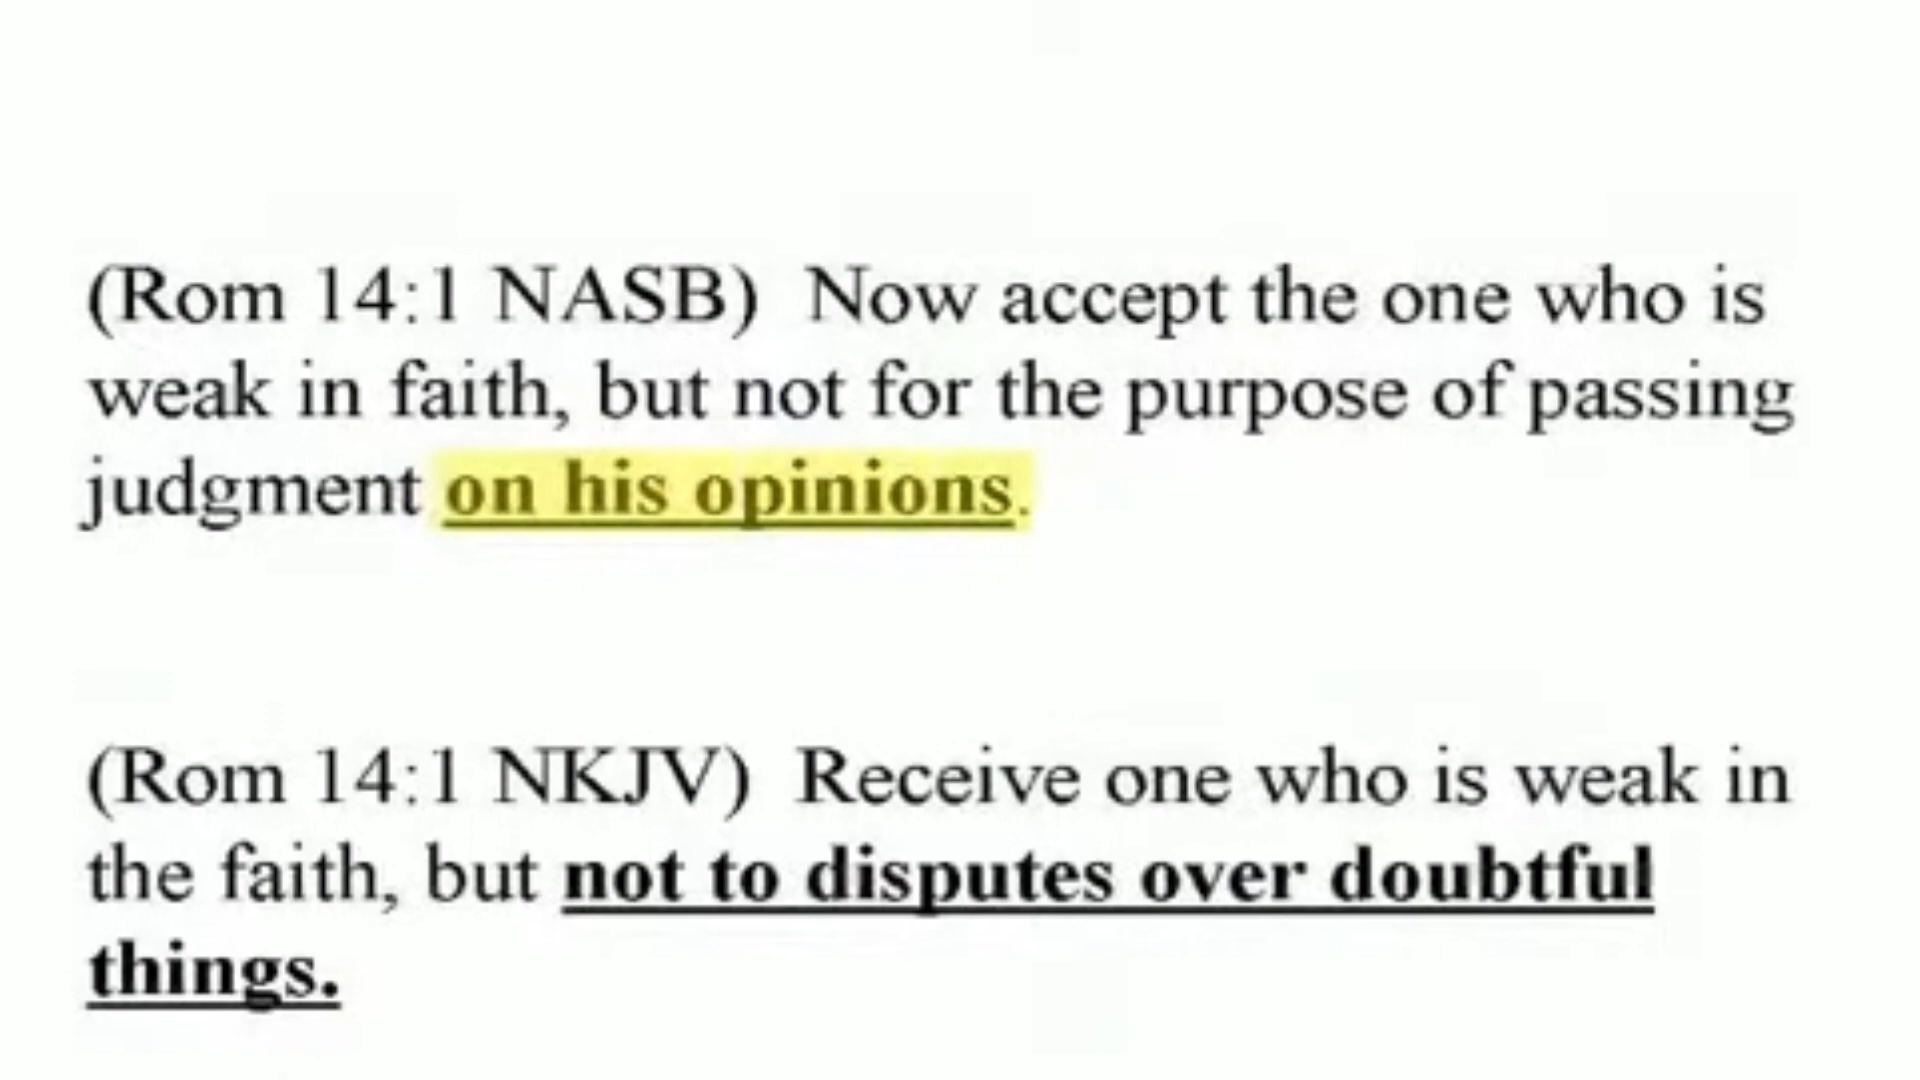 (Rom 14:1 NASB) Now accept the one who is
weak in faith, but not for the purpose of passing
judgment on his opinions.
(Rom 14:1 NKJV) Receive one who is weak in
the faith, but not to disputes over doubtful
things.